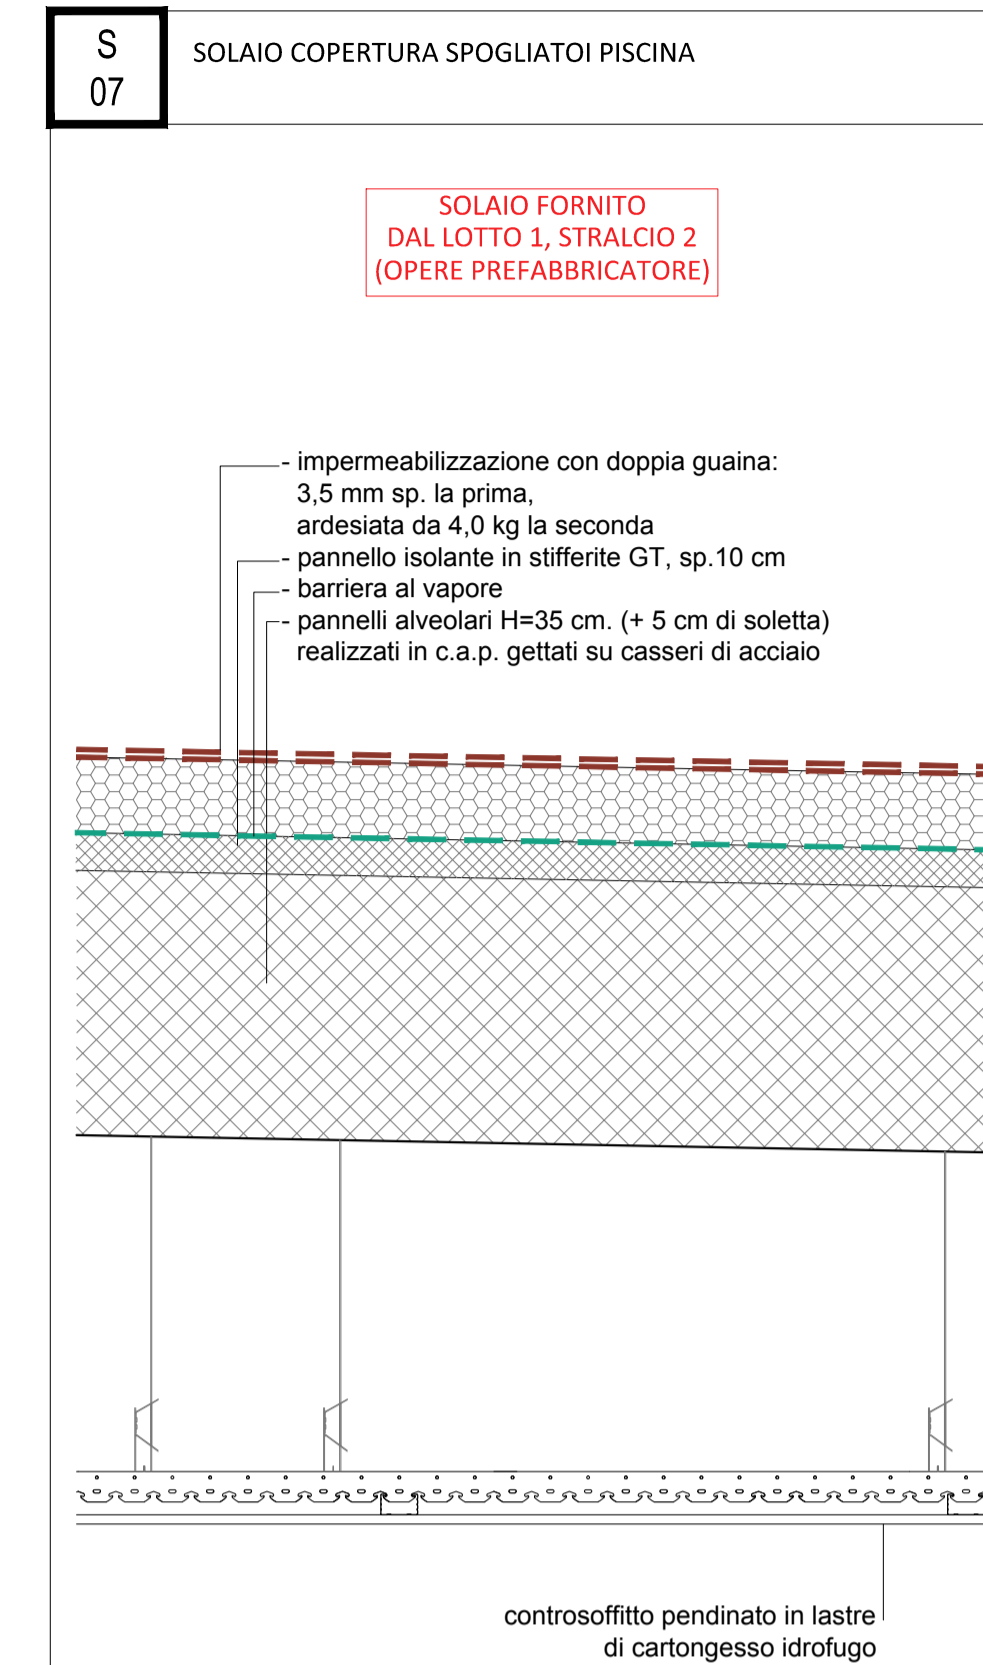 S
07
SOLAIO COPERTURA SPOGLIATOI PISCINA
SOLAIO FORNITO
DAL LOTTO 1, STRALCIO 2
(OPERE PREFABBRICATORE)
- impermeabilizzazione con doppia guaina:
3,5 mm sp. la prima,
ardesiata da 4,0 kg la seconda
- pannello isolante in stifferite GT, sp.10 cm
- barriera al vapore
- pannelli alveolari H=35 cm. (+ 5 cm di soletta)
realizzati in c.a.p. gettati su casseri di acciaio
controsoffitto pendinato in lastre
di cartongesso idrofugo